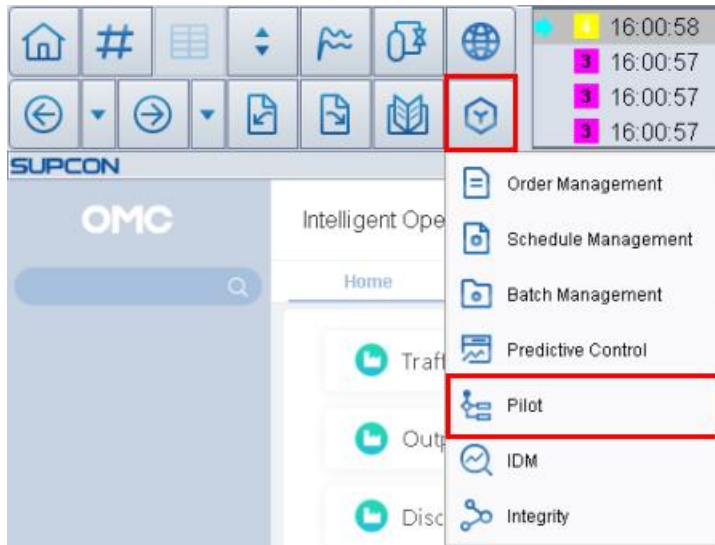 4 16:00:58
3 16:00:57
3 16:00:57
3 16:00:57
SUPCON
OMC
Intelligent Ope
Home
Traff
Outp
Disc
Order Management
Schedule Management
Batch Management
Predictive Control
Pilot
IDM
Integrity